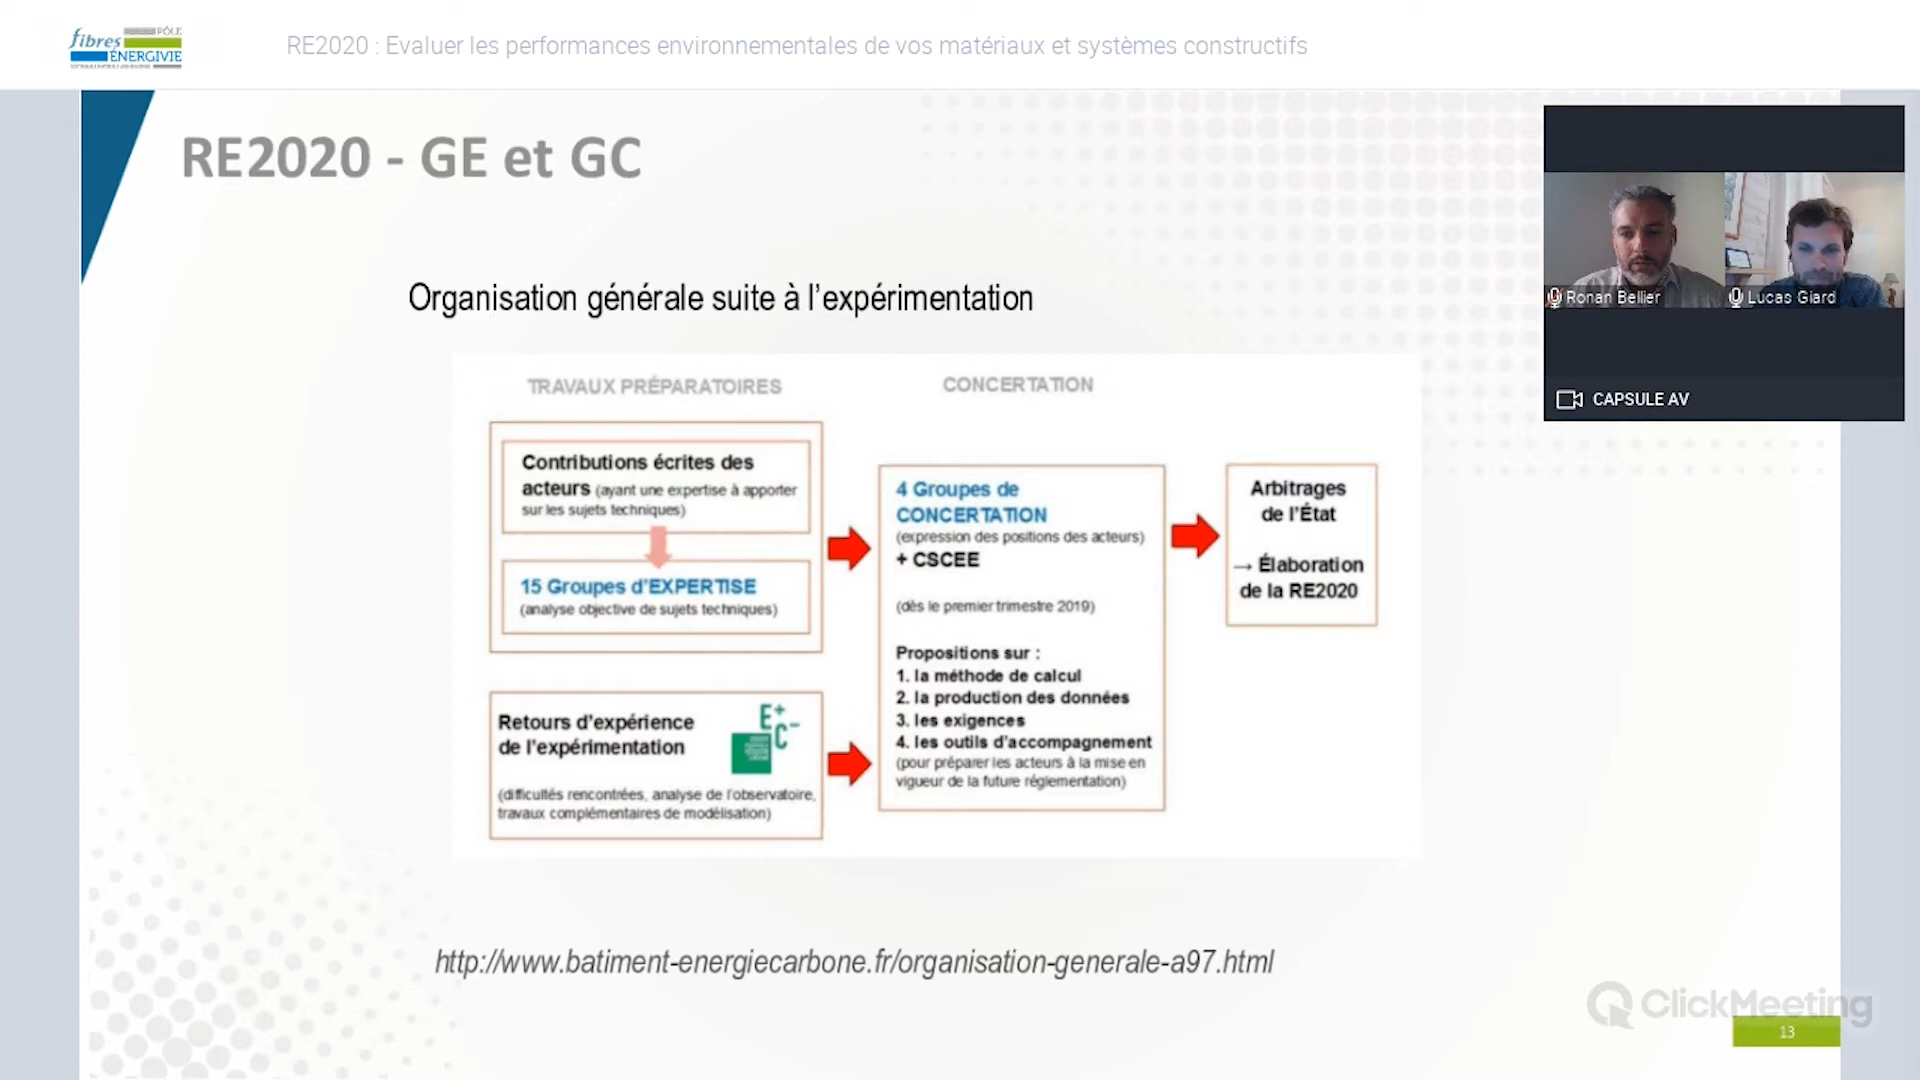 fibres
PÔLE
ÉNERGIVIE
RE2020 : Evaluer les performances environnementales de vos matériaux et systèmes constructifs
RE2020 - GE et GC
Organisation générale suite à l'expérimentation
TRAVAUX PRÉPARATOIRES
Contributions écrites des
acteurs (ayant une expertise à apporter
sur les sujets techniques)
15 Groupes d'EXPERTISE
(analyse objective de sujets techniques)
Retours d'expérience
de l'expérimentation
E+
C-
(difficultés rencontrées, analyse de l'observatoire,
travaux complémentaires de modélisation)
CONCERTATION
4 Groupes de
CONCERTATION
(expression des positions des acteurs)
+ CSCEE
(dès le premier trimestre 2019)
Propositions sur :
1. la méthode de calcul
2. la production des données
3. les exigences
4. les outils d'accompagnement
(pour préparer les acteurs à la mise en
vigueur de la future réglementation)
Arbitrages
de l'État
→ Élaboration
de la RE2020
http://www.batiment-energiecarbone.fr/organisation-generale-a97.html
Ronan Bellier
Lucas Giard
CAPSULE AV
ClickMeeting
13